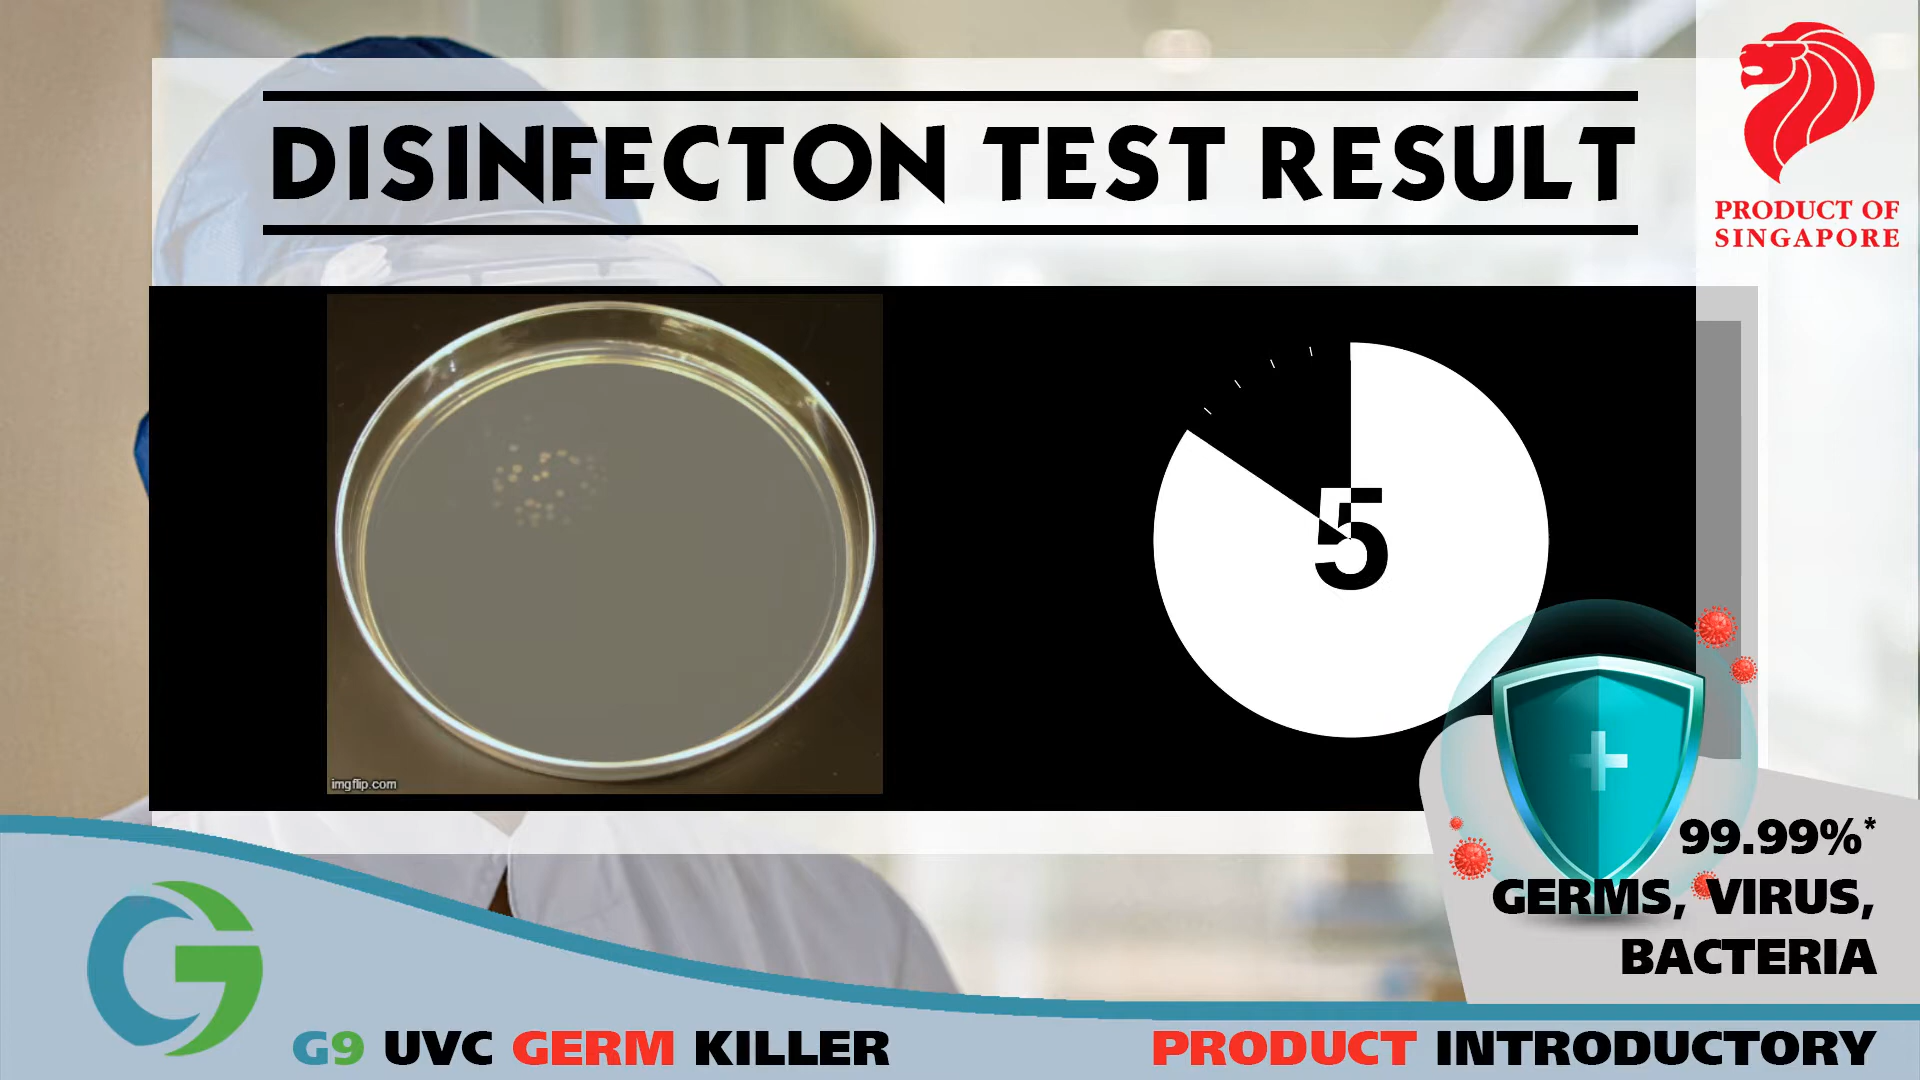 DISINFECTON TEST RESULT
PRODUCT OF
SINGAPORE
5
imgflip.com
99.99%*
GERMS, VIRUS,
BACTERIA
G9 UVC GERM KILLER
PRODUCT INTRODUCTORY